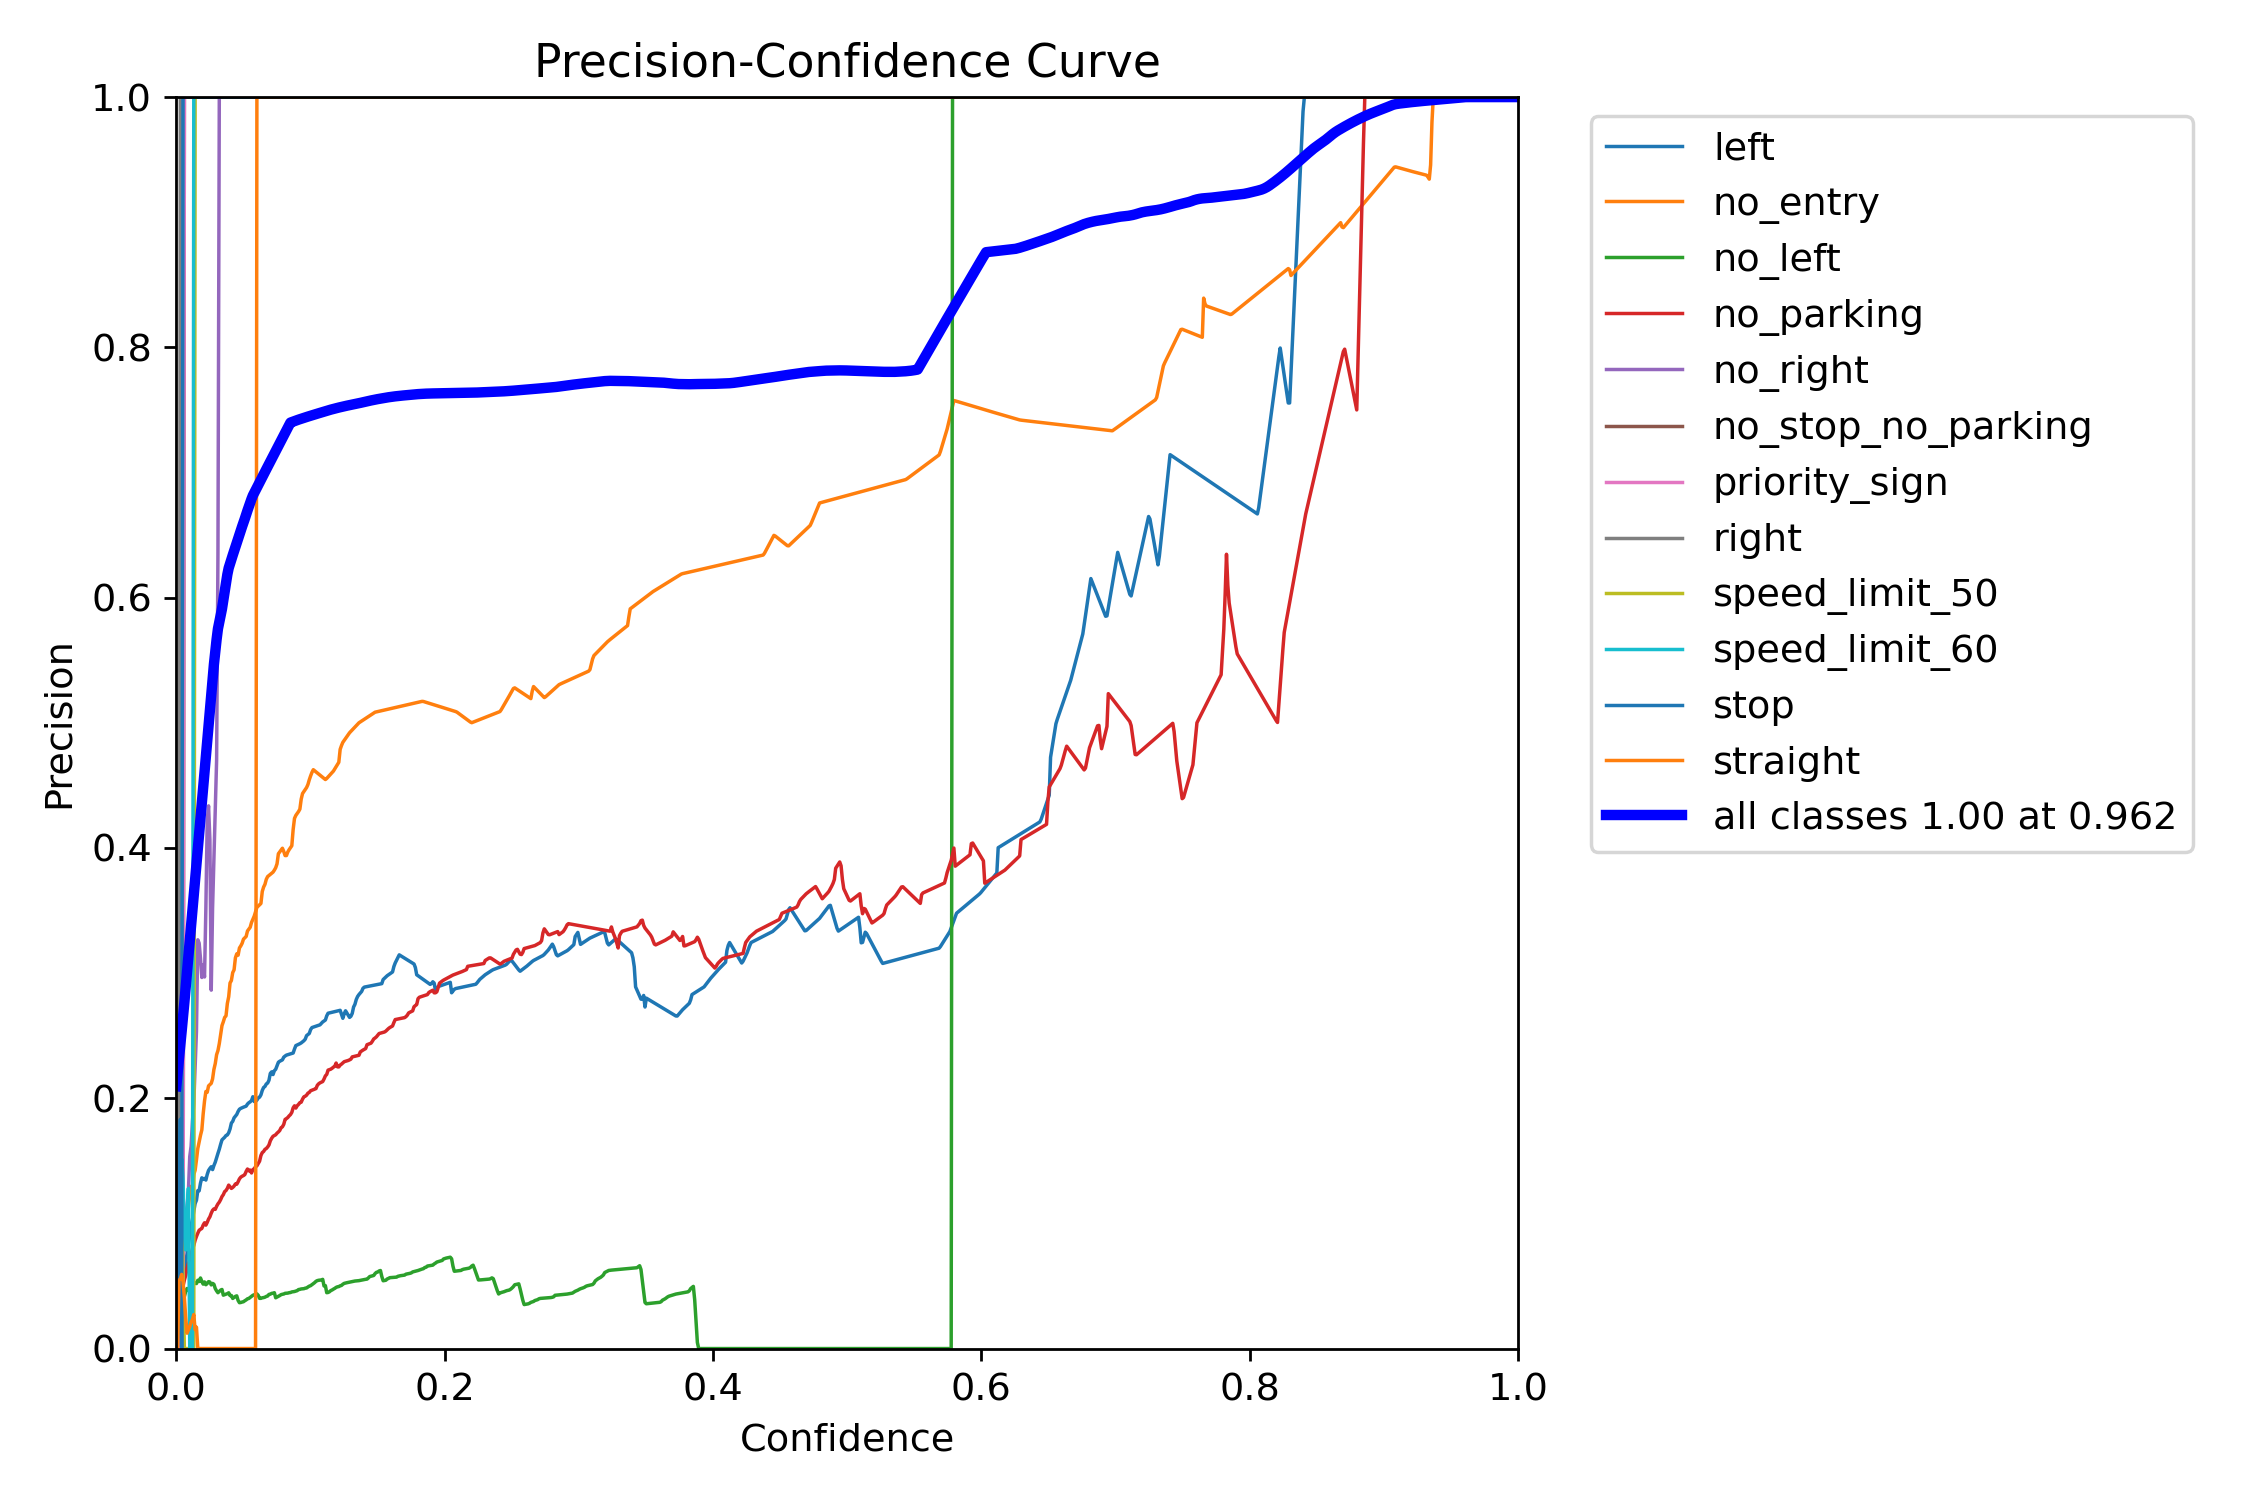 Precision-Confidence Curve
1.0
0.8
0.6
0.4
0.2
0.0
Precision
0.0 0.2 0.4 0.6 0.8 1.0
Confidence
left
no_entry
no_left
no_parking
no_right
no_stop_no_parking
priority_sign
right
speed_limit_50
speed_limit_60
stop
straight
all classes 1.00 at 0.962